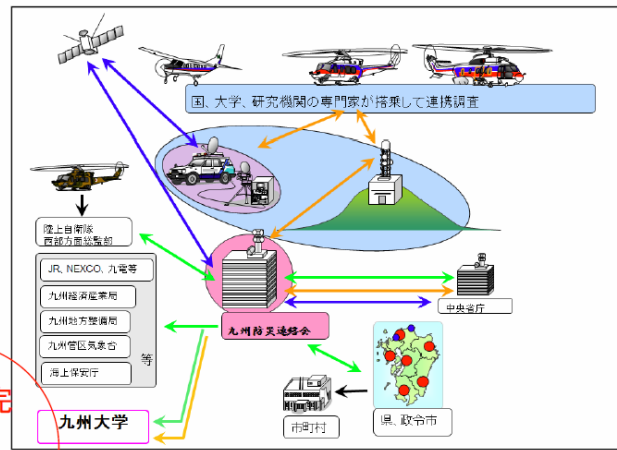 国、大学、研究機関の専門家が搭乗して連携調査
陸上自衛隊
西部方面総監部
JR、NEXCO、九電等
九州経済産業局
九州地方整備局
九州管区気象台
海上保安庁
等
九州防災連絡会
中央省庁
九州大学
市町村
県、政令市